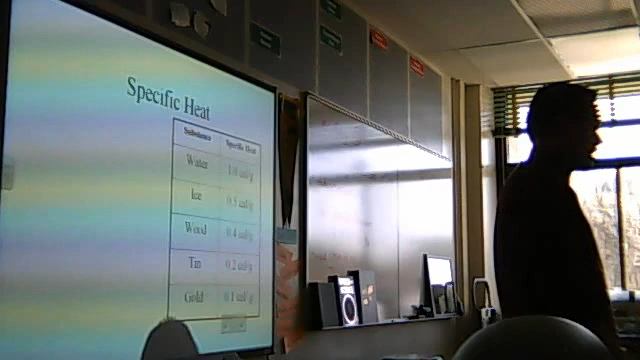 Specific Heat
Substance Specific Heat
Water 1.0 cal/g
Ice 0.5 cal/g
Wood 0.4 cal/g
Tin 0.2 cal/g
Gold 0.1 cal/g